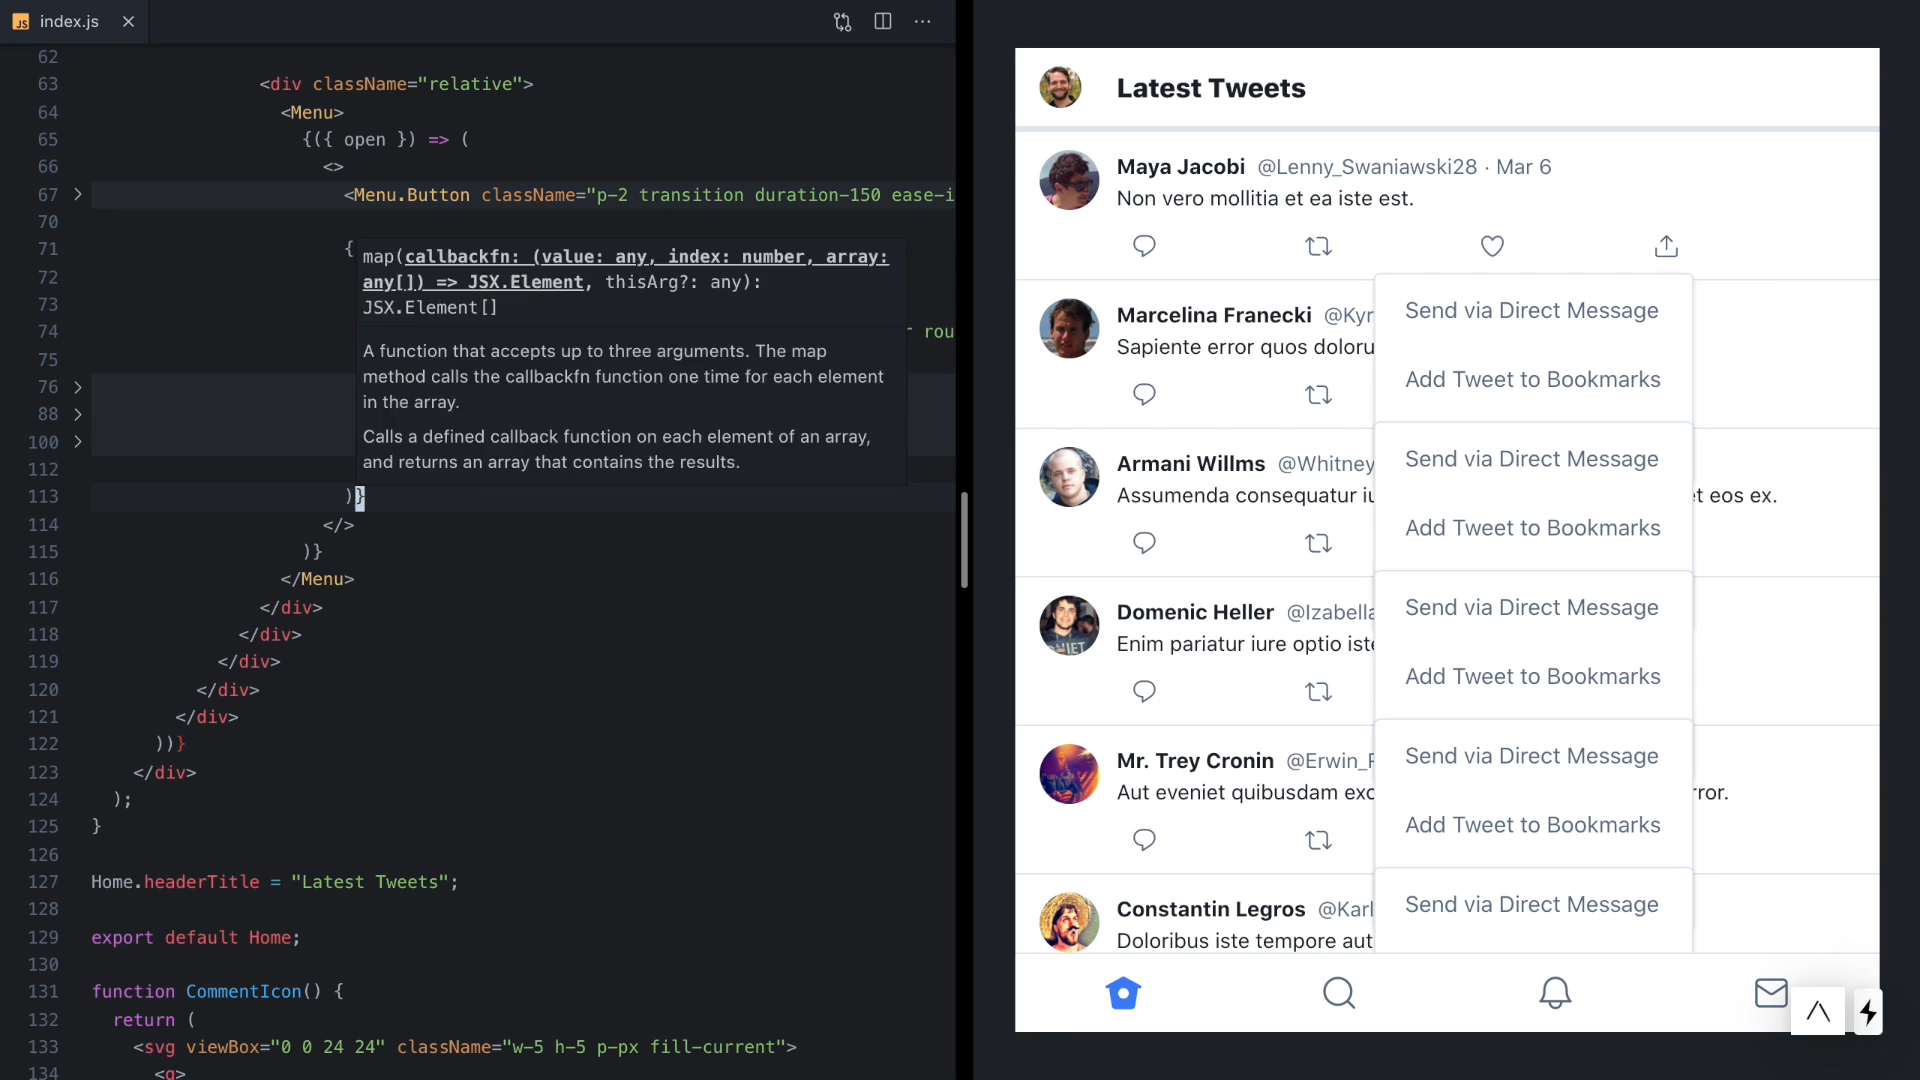 JS index.js
62
63 <div className="relative">
64 <Menu>
65 {({ open }) => (
66 <>
67 <Menu.Button className="p-2 transition duration-150 ease-i
70
71 {
72
73
74 r rou
75
76
88
100
112
113 )}
114 </>
115 )}
116 </Menu>
117 </div>
118 </div>
119 </div>
120 </div>
121 </div>
122 ))}
123 </div>
124 );
125 }
126
127 Home.headerTitle = "Latest Tweets";
128
129 export default Home;
130
131 function CommentIcon() {
132 return (
133 <svg viewBox="0 0 24 24" className="w-5 h-5 p-px fill-current">
134 <g>
map(callbackfn: (value: any, index: number, array:
any[]) => JSX.Element, thisArg?: any):
JSX.Element[]
A function that accepts up to three arguments. The map
method calls the callbackfn function one time for each element
in the array.
Calls a defined callback function on each element of an array,
and returns an array that contains the results.
Latest Tweets
Maya Jacobi @Lenny_Swaniawski28 · Mar 6
Non vero mollitia et ea iste est.
Marcelina Franecki @Kyr
Sapiente error quos doloru
Send via Direct Message
Add Tweet to Bookmarks
Armani Willms @Whitney
Assumenda consequatur iu
t eos ex.
Send via Direct Message
Add Tweet to Bookmarks
Domenic Heller @Izabella
Enim pariatur iure optio iste
Send via Direct Message
Add Tweet to Bookmarks
Mr. Trey Cronin @Erwin_
Aut eveniet quibusdam exc
ror.
Send via Direct Message
Add Tweet to Bookmarks
Constantin Legros @Karl
Doloribus iste tempore aut
Send via Direct Message